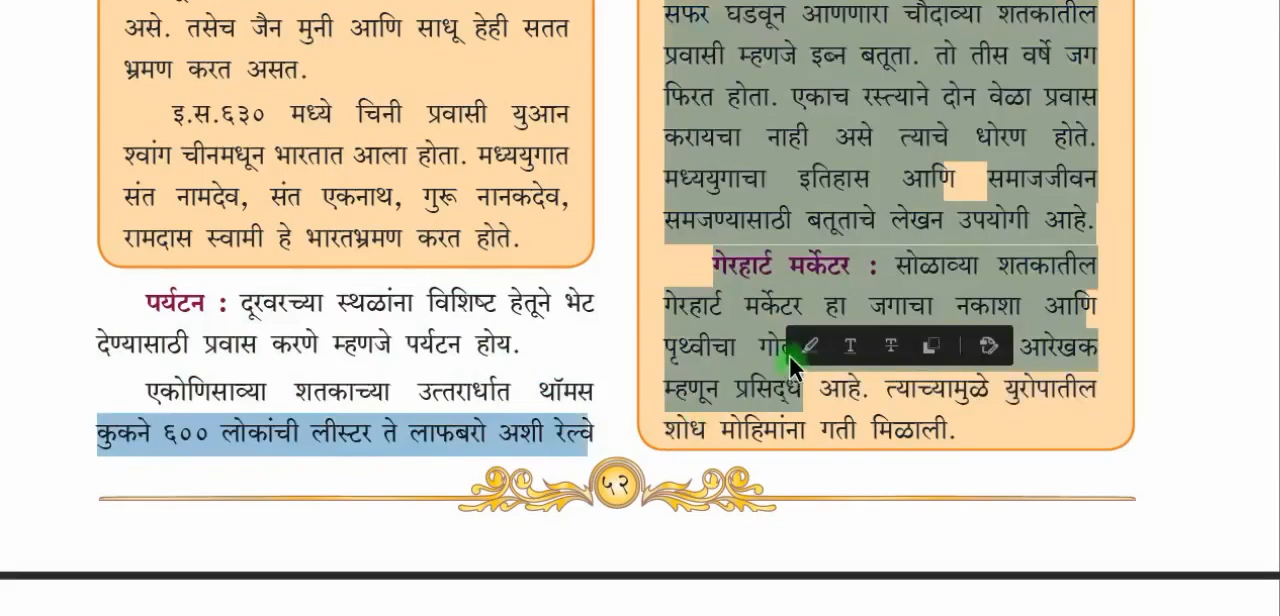 असे. तसेच जैन मुनी आणि साधू हेही सतत
भ्रमण करत असत.
इ.स.६३० मध्ये चिनी प्रवासी युआन
श्वांग चीनमधून भारतात आला होता. मध्ययुगात
संत नामदेव, संत एकनाथ, गुरू नानकदेव,
रामदास स्वामी हे भारतभ्रमण करत होते.
पर्यटन : दूरवरच्या स्थळांना विशिष्ट हेतूने भेट
देण्यासाठी प्रवास करणे म्हणजे पर्यटन होय.
एकोणिसाव्या शतकाच्या उत्तरार्धात थॉमस
कुकने ६०० लोकांची लीस्टर ते लाफबरो अशी रेल्वे
सफर घडवून आणणारा चौदाव्या शतकातील
प्रवासी म्हणजे इब्न बतूता. तो तीस वर्षे जग
फिरत होता. एकाच रस्त्याने दोन वेळा प्रवास
करायचा नाही असे त्याचे धोरण होते.
मध्ययुगाचा इतिहास आणि समाजजीवन
समजण्यासाठी बतूताचे लेखन उपयोगी आहे.
गेरहार्ट मर्केटर : सोळाव्या शतकातील
गेरहार्ट मर्केटर हा जगाचा नकाशा आणि
पृथ्वीचा आरेखक
म्हणून प्रसिद्ध आहे. त्याच्यामुळे युरोपातील
शोध मोहिमांना गती मिळाली.
५२